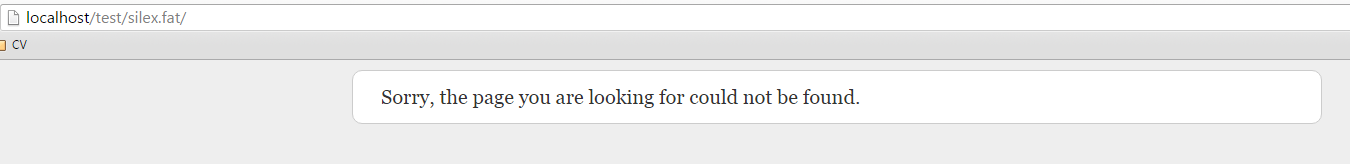 localhost/test/silex.fat/
CV
Sorry, the page you are looking for could not be found.